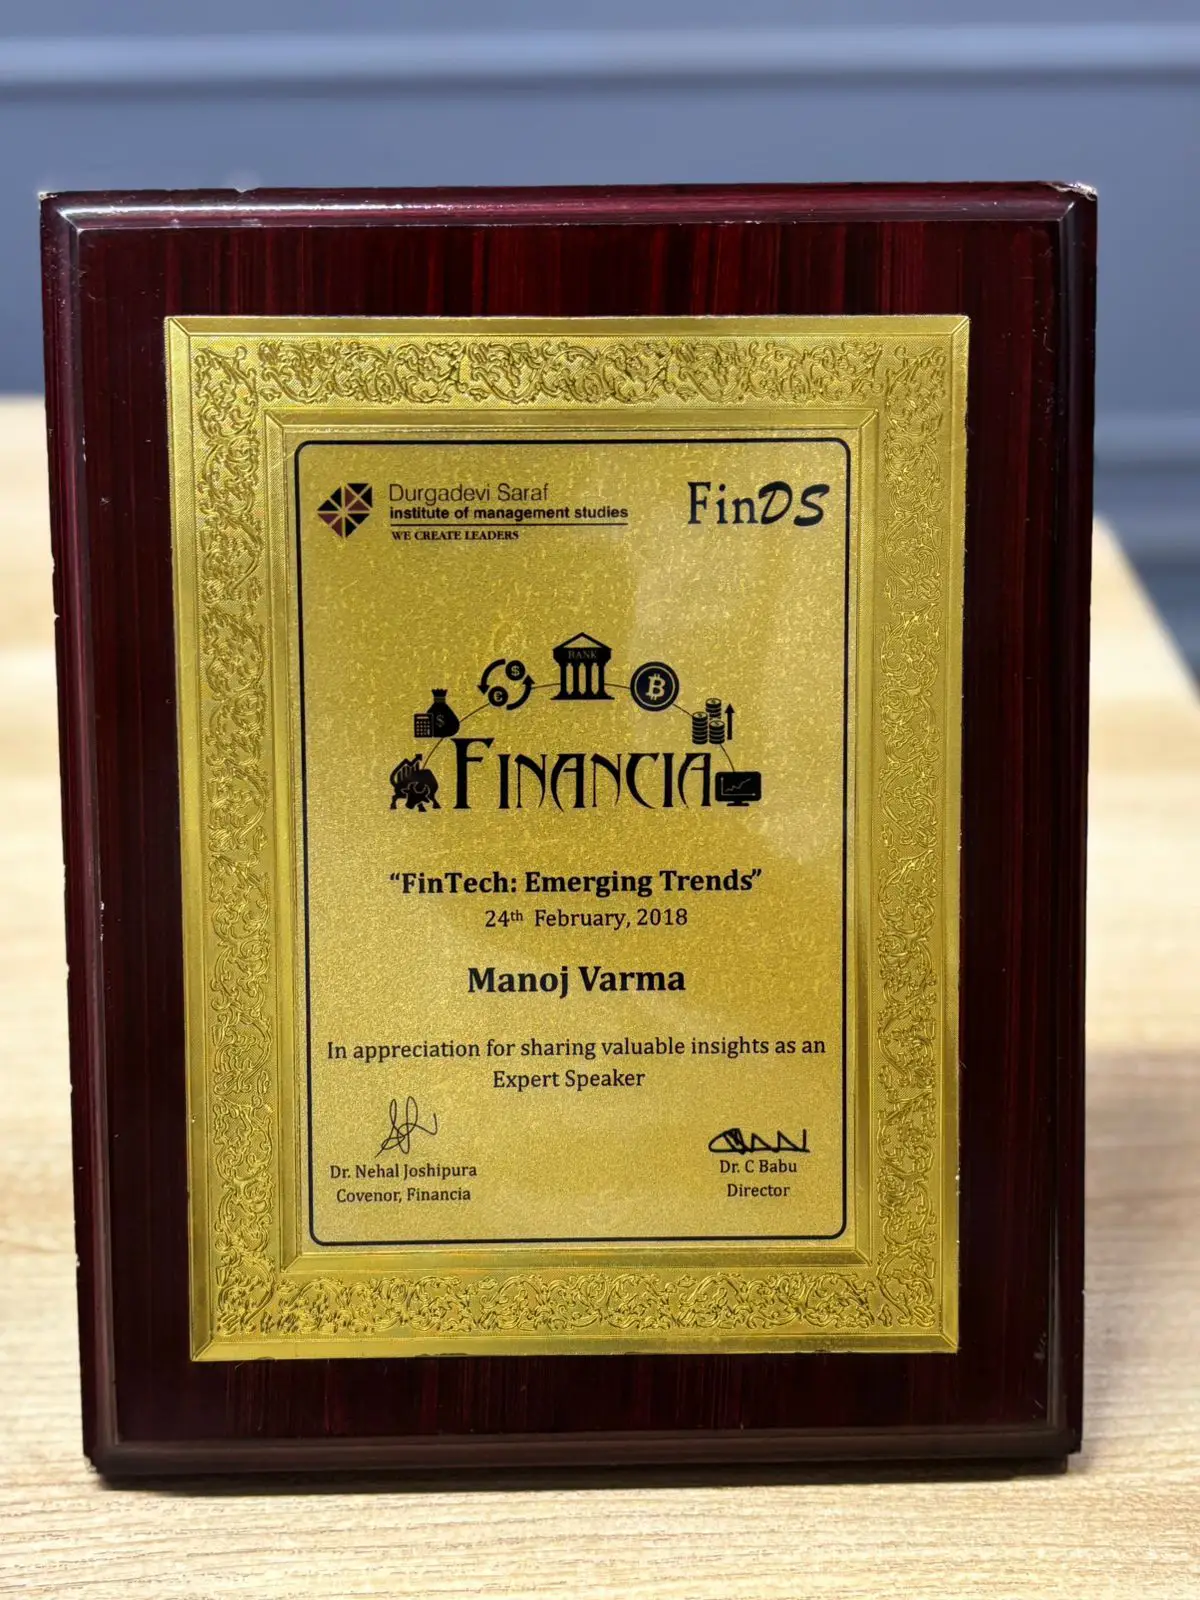 Durgadevi Saraf
institute of management studies
WE CREATE LEADERS
FinDS
BANK
FINANCIA
“FinTech: Emerging Trends”
24th February, 2018
Manoj Varma
In appreciation for sharing valuable insights as an
Expert Speaker
Dr. Nehal Joshipura
Covenor, Financia
Dr. C Babu
Director